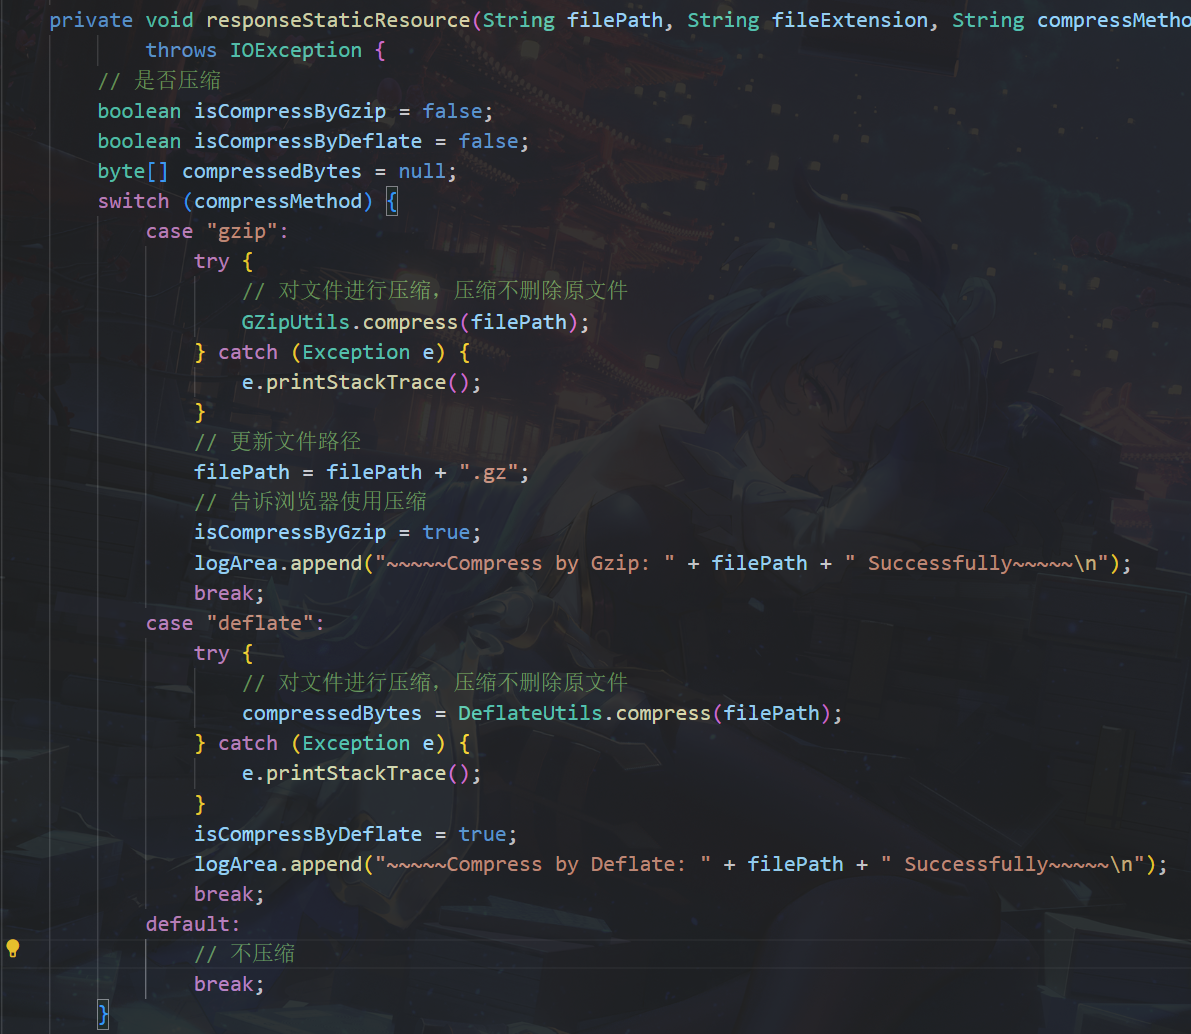 private void responseStaticResource(String filePath, String fileExtension, String compressMetho
throws IOException {
// 是否压缩
boolean isCompressByGzip = false;
boolean isCompressByDeflate = false;
byte[] compressedBytes = null;
switch (compressMethod) {
case "gzip":
try {
// 对文件进行压缩，压缩不删除原文件
GZipUtils.compress(filePath);
} catch (Exception e) {
e.printStackTrace();
}
// 更新文件路径
filePath = filePath + ".gz";
// 告诉浏览器使用压缩
isCompressByGzip = true;
logArea.append("~~~~~Compress by Gzip: " + filePath + " Successfully~~~~~\n");
break;
case "deflate":
try {
// 对文件进行压缩，压缩不删除原文件
compressedBytes = DeflateUtils.compress(filePath);
} catch (Exception e) {
e.printStackTrace();
}
isCompressByDeflate = true;
logArea.append("~~~~~Compress by Deflate: " + filePath + " Successfully~~~~~\n");
break;
default:
// 不压缩
break;
}